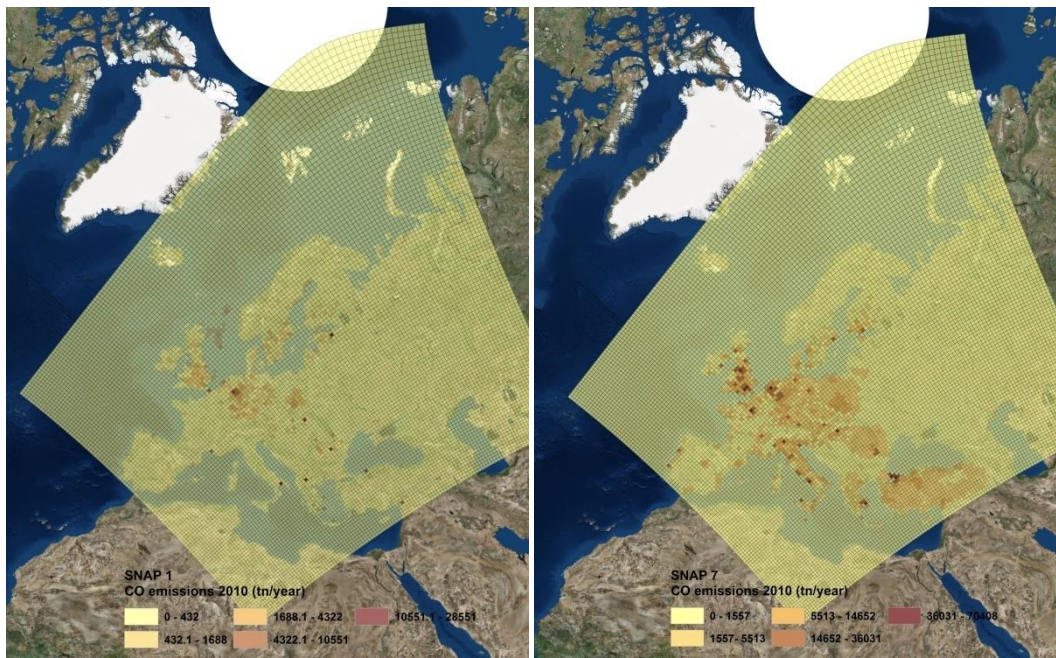 SNAP 1
CO emissions 2010 (tn/year)
0 - 432
1688.1 - 4322
10551.1 - 28551
432.1 - 1688
4322.1 - 10551
SNAP 7
CO emissions 2010 (tn/year)
0 - 1557
5513 - 14652
36031 - 70408
1557- 5513
14652 - 36031